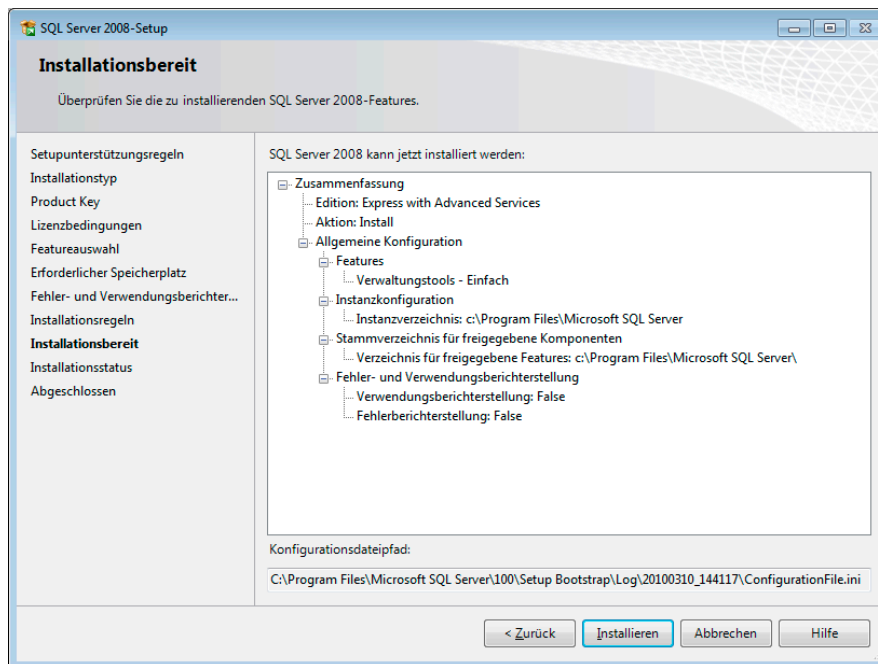 SQL Server 2008-Setup
Installationsbereit
Überprüfen Sie die zu installierenden SQL Server 2008-Features.
Setupunterstützungsregeln
Installationstyp
Product Key
Lizenzbedingungen
Featureauswahl
Erforderlicher Speicherplatz
Fehler- und Verwendungsberichter...
Installationsregeln
Installationsbereit
Installationsstatus
Abgeschlossen
SQL Server 2008 kann jetzt installiert werden:
Zusammenfassung
Edition: Express with Advanced Services
Aktion: Install
Allgemeine Konfiguration
Features
Verwaltungstools - Einfach
Instanzkonfiguration
Instanzverzeichnis: c:\Program Files\Microsoft SQL Server
Stammverzeichnis für freigegebene Komponenten
Verzeichnis für freigegebene Features: c:\Program Files\Microsoft SQL Server\
Fehler- und Verwendungsberichterstellung
Verwendungsberichterstellung: False
Fehlerberichterstellung: False
Konfigurationsdateipfad:
C:\Program Files\Microsoft SQL Server\100\Setup Bootstrap\Log\20100310_144117\ConfigurationFile.ini
< Zurück
Installieren
Abbrechen
Hilfe